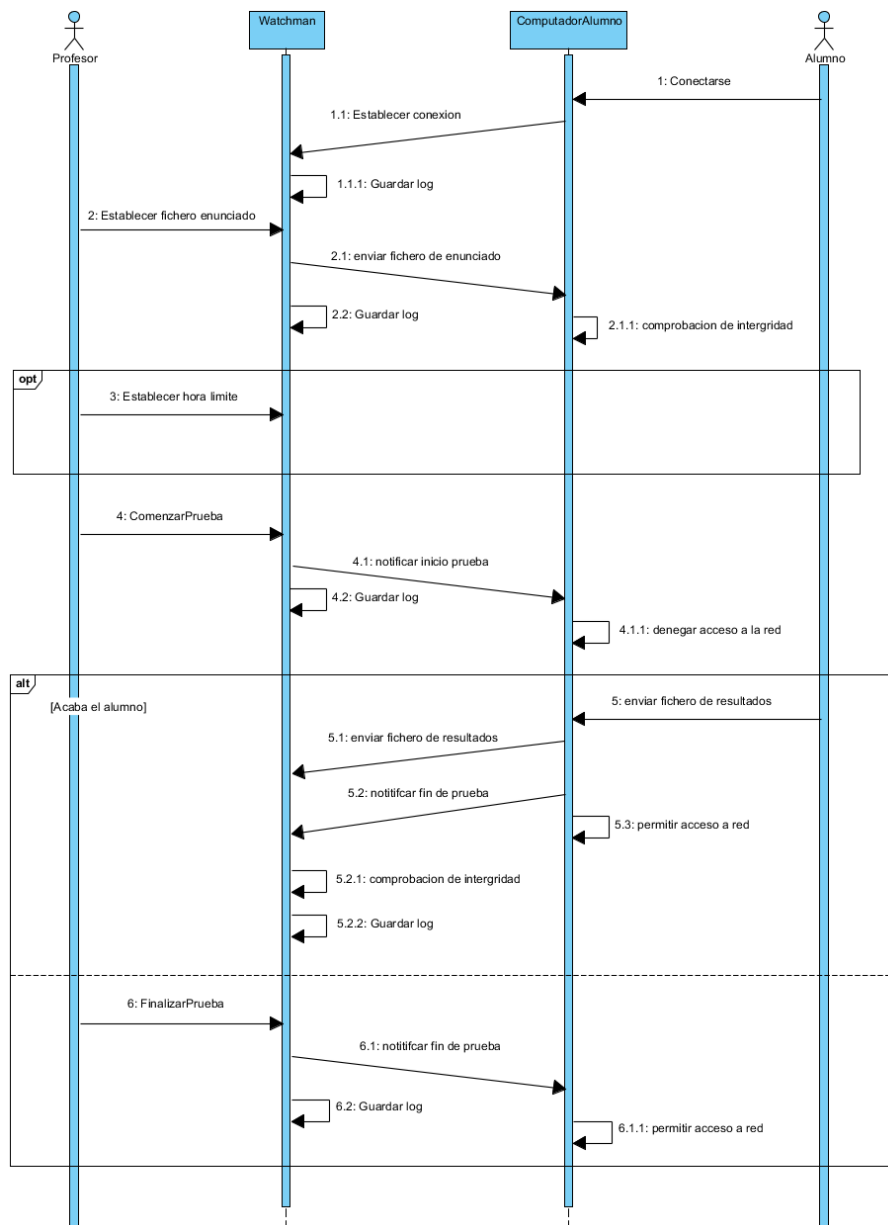 Profesor
Watchman
ComputadorAlumno
Alumno
1: Conectarse
1.1: Establecer conexion
1.1.1: Guardar log
2: Establecer fichero enunciado
2.1: enviar fichero de enunciado
2.2: Guardar log
2.1.1: comprobacion de intergridad
opt
3: Establecer hora limite
4: ComenzarPrueba
4.1: notificar inicio prueba
4.2: Guardar log
4.1.1: denegar acceso a la red
alt
[Acaba el alumno]
5: enviar fichero de resultados
5.1: enviar fichero de resultados
5.2: notitifcar fin de prueba
5.3: permitir acceso a red
5.2.1: comprobacion de intergridad
5.2.2: Guardar log
6: FinalizarPrueba
6.1: notitifcar fin de prueba
6.2: Guardar log
6.1.1: permitir acceso a red